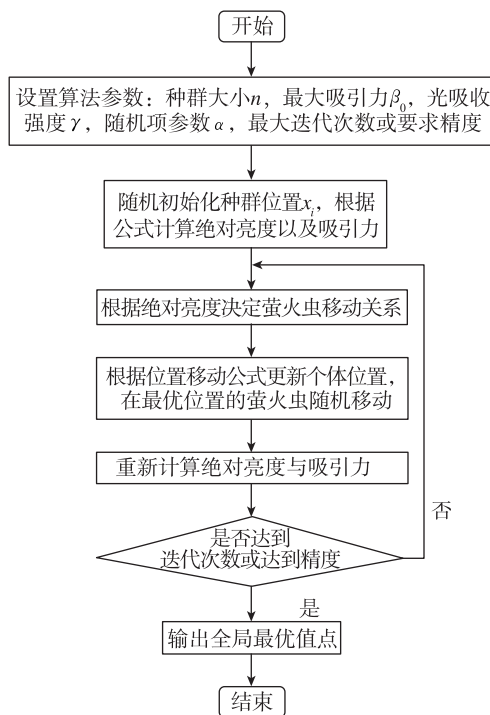 开始
设置算法参数：种群大小n，最大吸引力β₀，光吸收
强度γ，随机项参数α，最大迭代次数或要求精度
随机初始化种群位置xᵢ，根据
公式计算绝对亮度以及吸引力
根据绝对亮度决定萤火虫移动关系
根据位置移动公式更新个体位置，
在最优位置的萤火虫随机移动
重新计算绝对亮度与吸引力
否
是否达到
迭代次数或达到精度
是
输出全局最优值点
结束